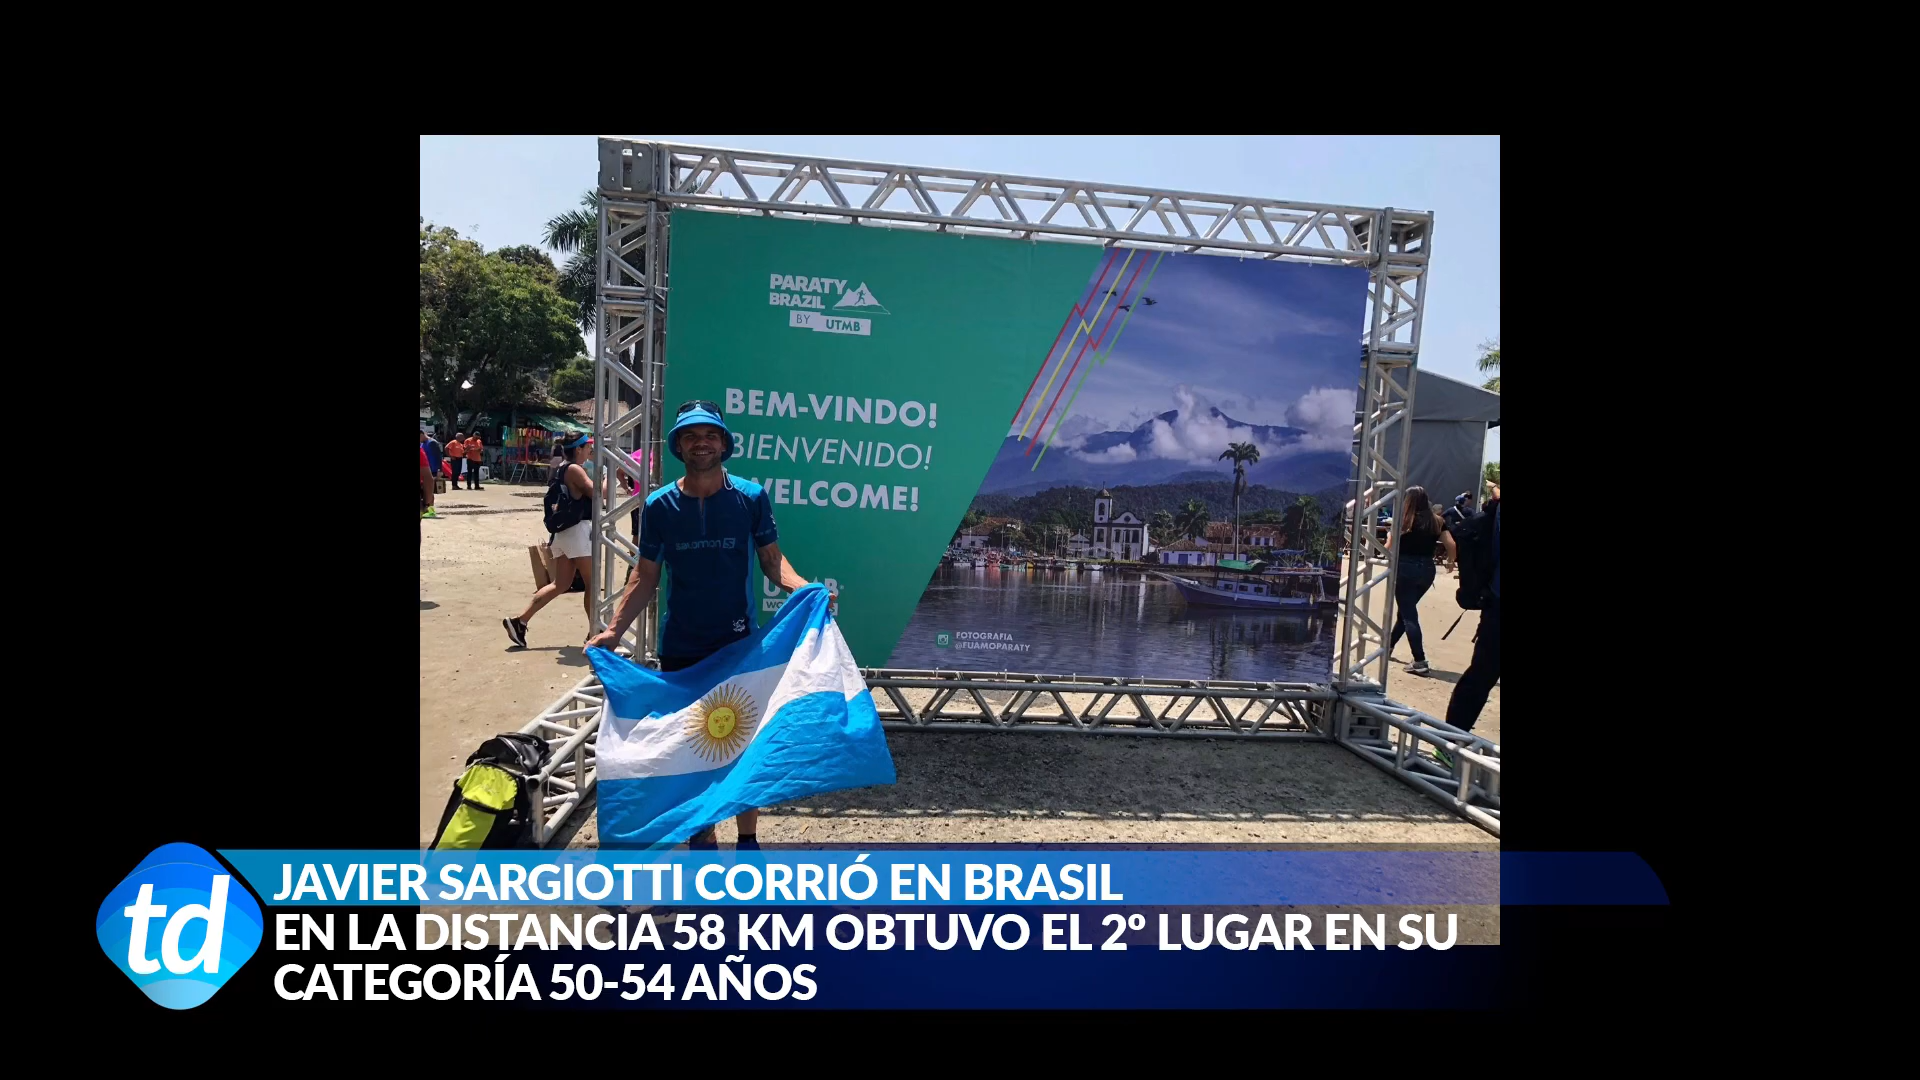 PARATY
BRAZIL
BY UTMB
BEM-VINDO!
BIENVENIDO!
WELCOME!
SALOMON
FOTOGRAFIA
@FUAMOPARATY
td
JAVIER SARGIOTTI CORRIÓ EN BRASIL
EN LA DISTANCIA 58 KM OBTUVO EL 2º LUGAR EN SU
CATEGORÍA 50-54 AÑOS